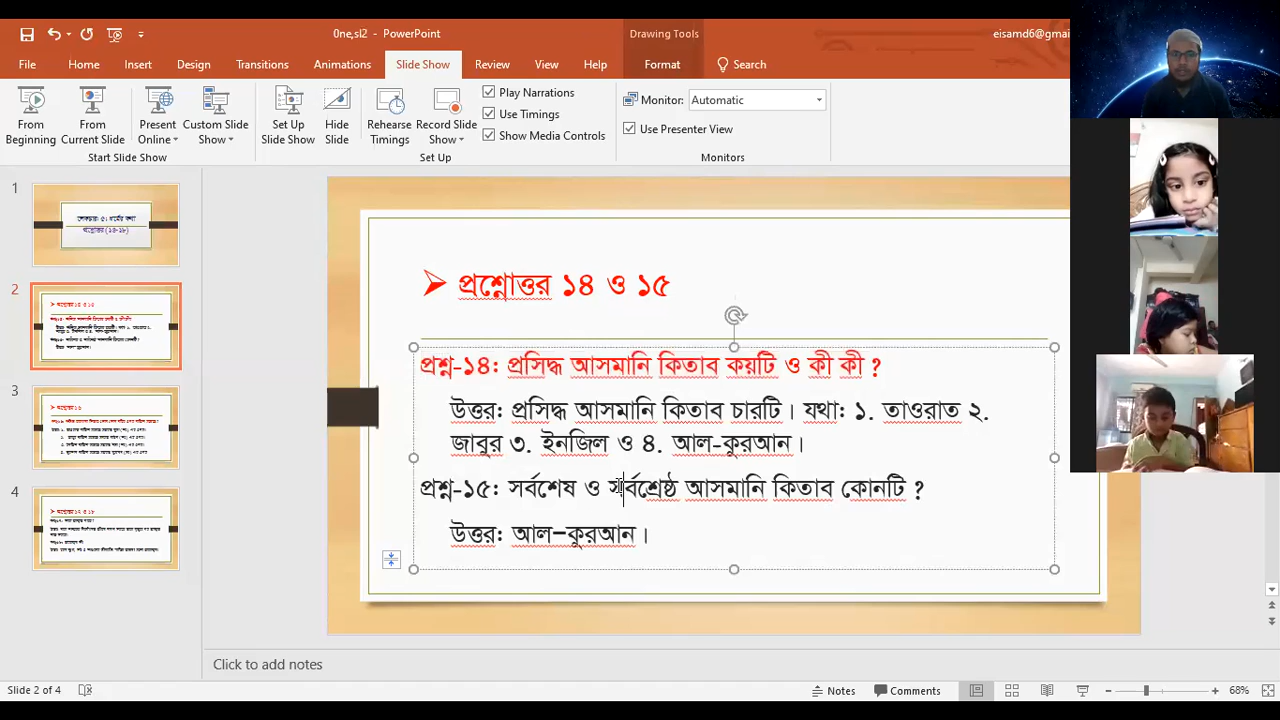 0ne,sl2 - PowerPoint
Drawing Tools
eisamd6@gmai
File Home Insert Design Transitions Animations Slide Show Review View Help Format Search
From Beginning
From Current Slide
Present Online
Custom Slide Show
Start Slide Show
Set Up Slide Show
Hide Slide
Rehearse Timings
Record Slide Show
Play Narrations
Use Timings
Show Media Controls
Set Up
Monitor: Automatic
Use Presenter View
Monitors
1
2
3
4
প্রশ্নোত্তর ১৪ ও ১৫
প্রশ্ন-১৪: প্রসিদ্ধ আসমানি কিতাব কয়টি ও কী কী ?
উত্তর: প্রসিদ্ধ আসমানি কিতাব চারটি। যথা: ১. তাওরাত ২.
জাবুর ৩. ইনজিল ও ৪. আল-কুরআন।
প্রশ্ন-১৫: সর্বশেষ ও সর্বশ্রেষ্ঠ আসমানি কিতাব কোনটি ?
উত্তর: আল-কুরআন।
Click to add notes
Slide 2 of 4
Notes
Comments
68%